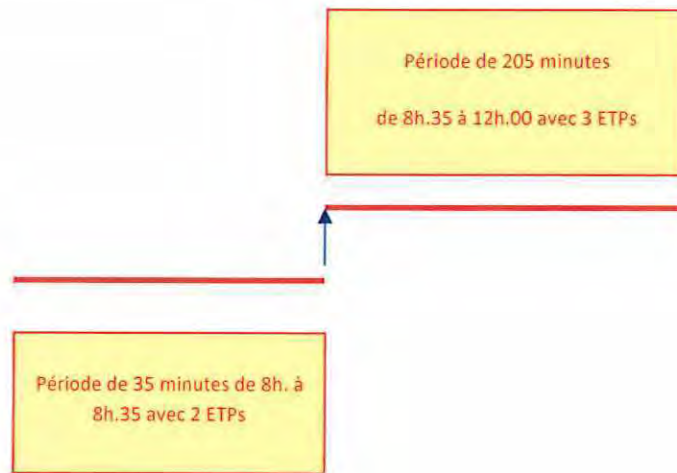 Période de 205 minutes
de 8h.35 à 12h.00 avec 3 ETPs
Période de 35 minutes de 8h. à
8h.35 avec 2 ETPs